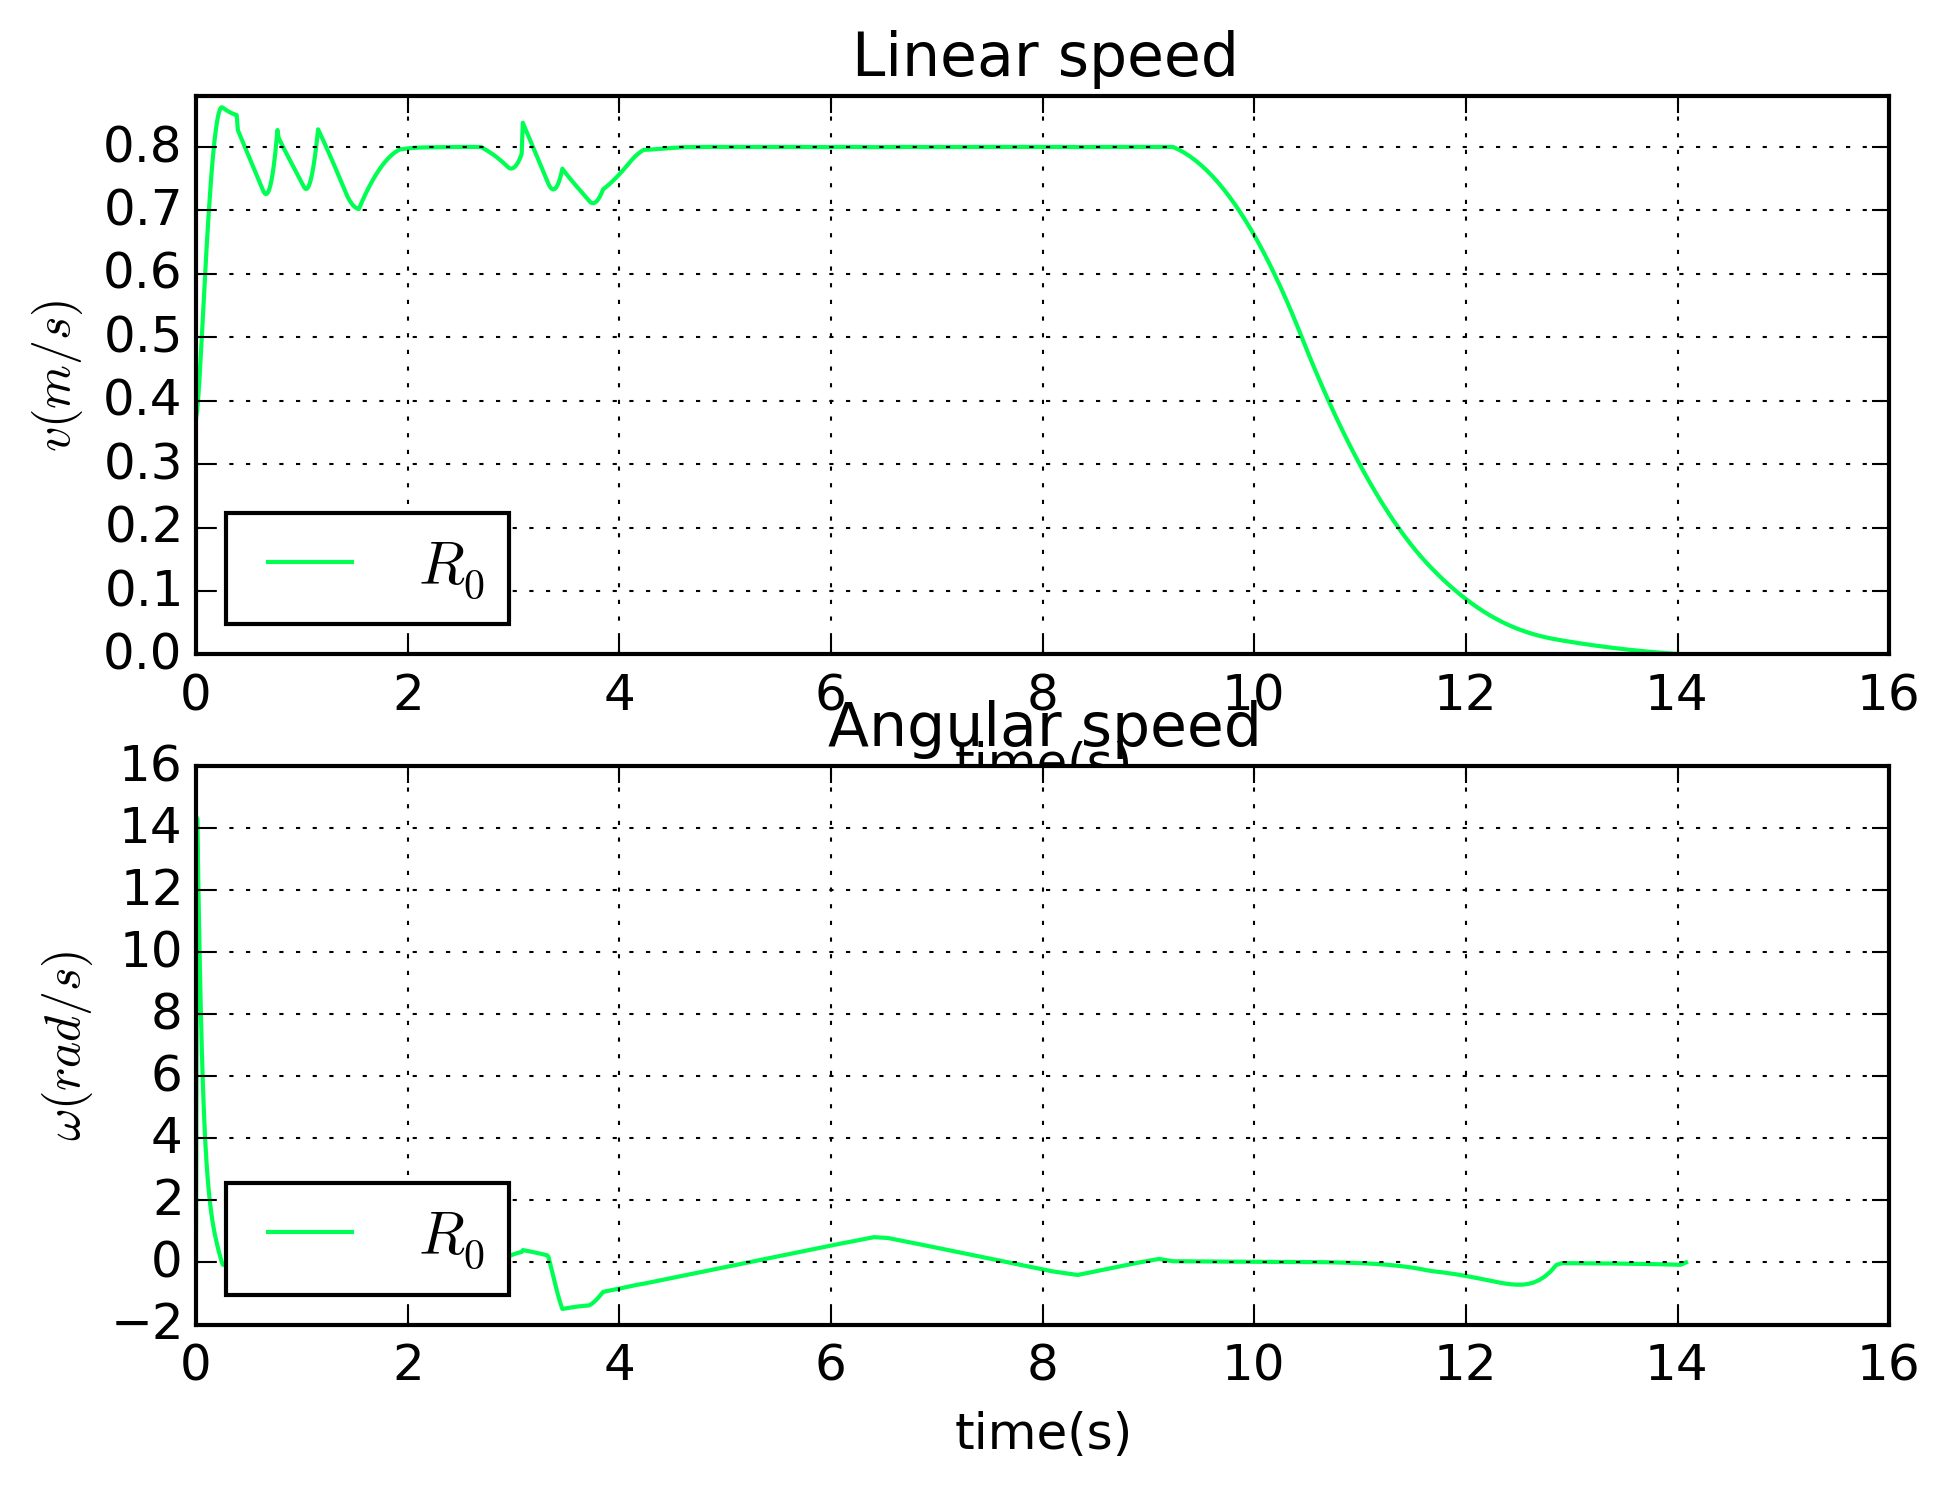 Linear speed
0.8
0.7
0.6
0.5
0.4
0.3
0.2
0.1
0.0
v(m/s)
R₀
0 2 4 6 8 10 12 14 16
time(s)
Angular speed
16
14
12
10
8
6
4
2
0
−2
ω(rad/s)
R₀
0 2 4 6 8 10 12 14 16
time(s)